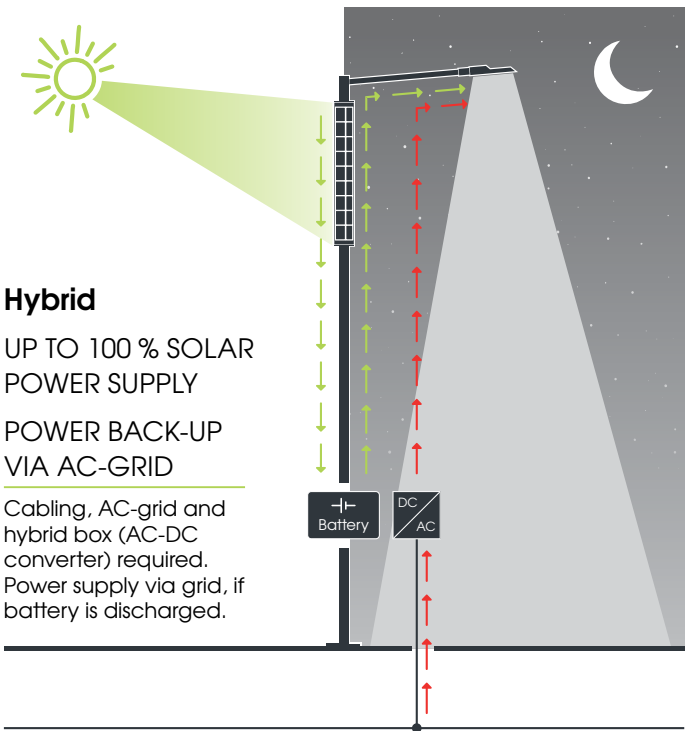 Hybrid
UP TO 100 % SOLAR
POWER SUPPLY
POWER BACK-UP
VIA AC-GRID
Cabling, AC-grid and
hybrid box (AC-DC
converter) required.
Power supply via grid, if
battery is discharged.
Battery
DC
AC